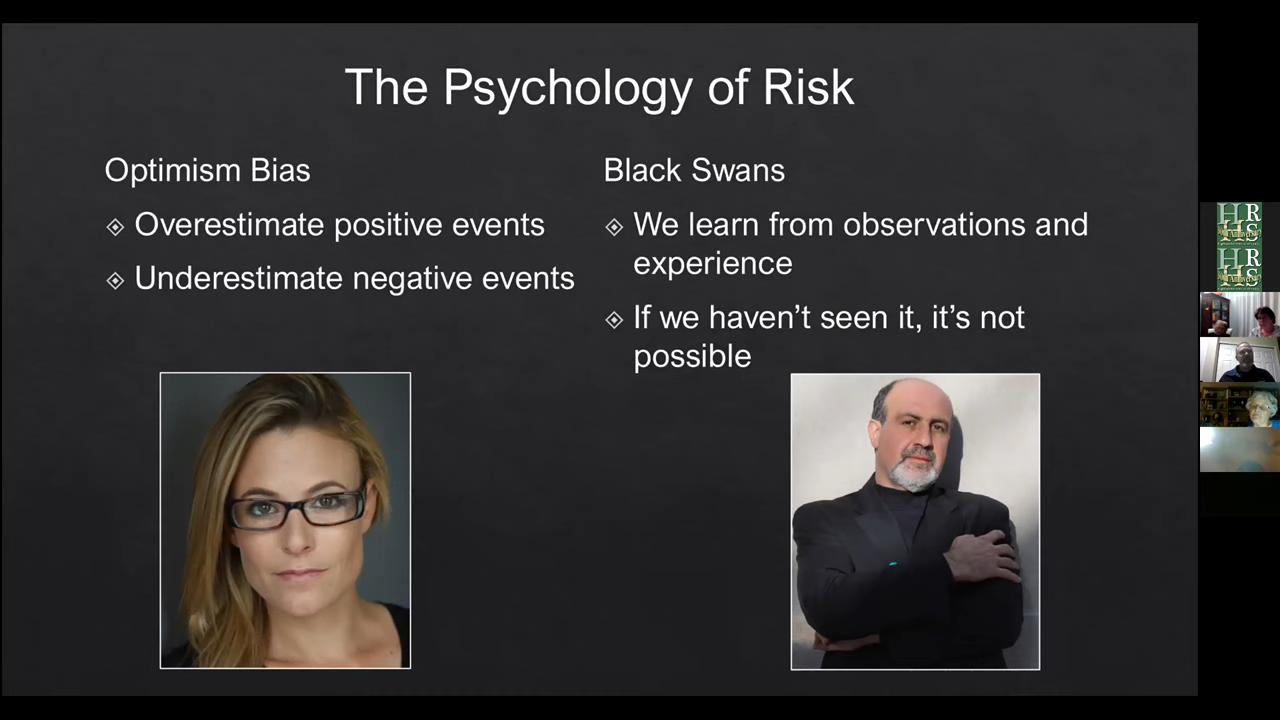 The Psychology of Risk
Optimism Bias
Overestimate positive events
Underestimate negative events
Black Swans
We learn from observations and
experience
If we haven’t seen it, it’s not
possible
H R
H S
H R
H S